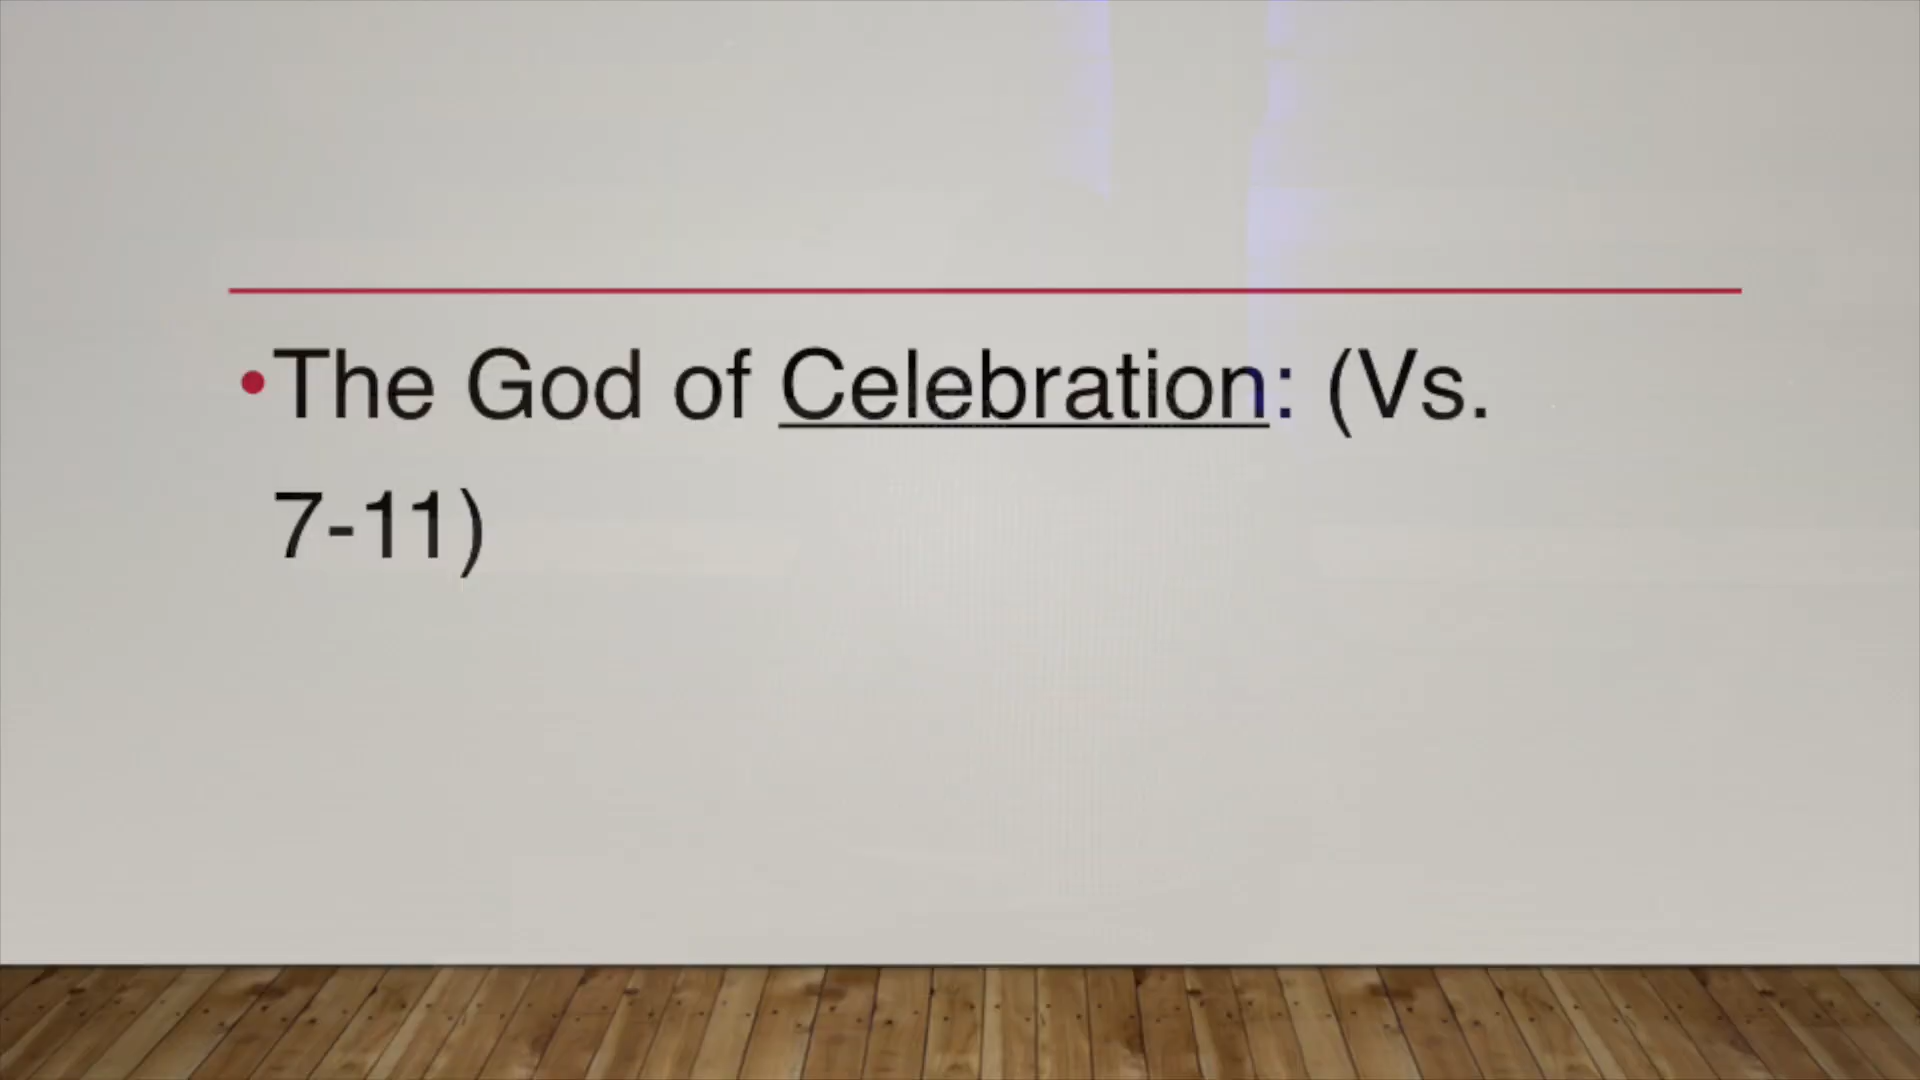 •The God of Celebration: (Vs.
7-11)